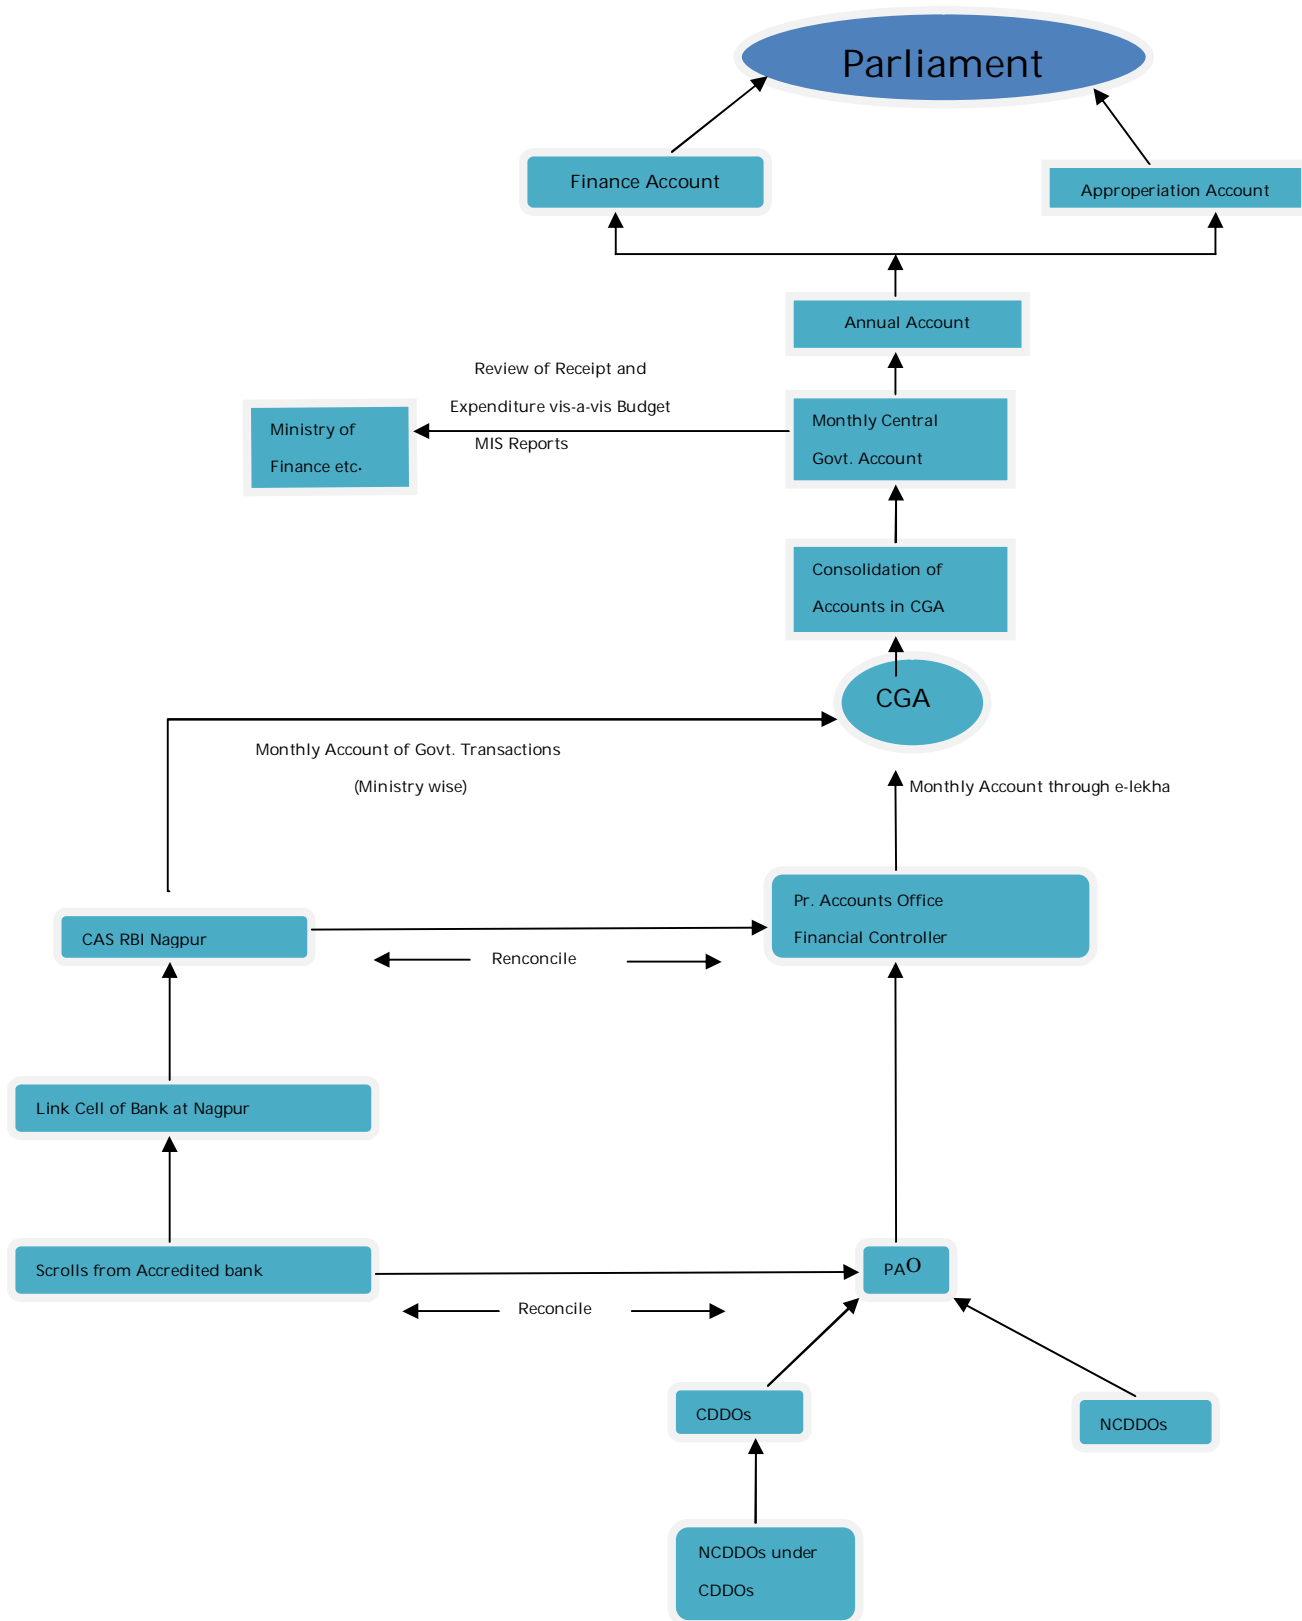 Parliament
Finance Account
Approperiation Account
Annual Account
Review of Receipt and
Expenditure vis-a-vis Budget
MIS Reports
Ministry of
Finance etc.
Monthly Central
Govt. Account
Consolidation of
Accounts in CGA
CGA
Monthly Account of Govt. Transactions
(Ministry wise)
Monthly Account through e-lekha
Pr. Accounts Office
Financial Controller
CAS RBI Nagpur
Renconcile
Link Cell of Bank at Nagpur
Scrolls from Accredited bank
PAO
Reconcile
CDDOs
NCDDOs
NCDDOs under
CDDOs